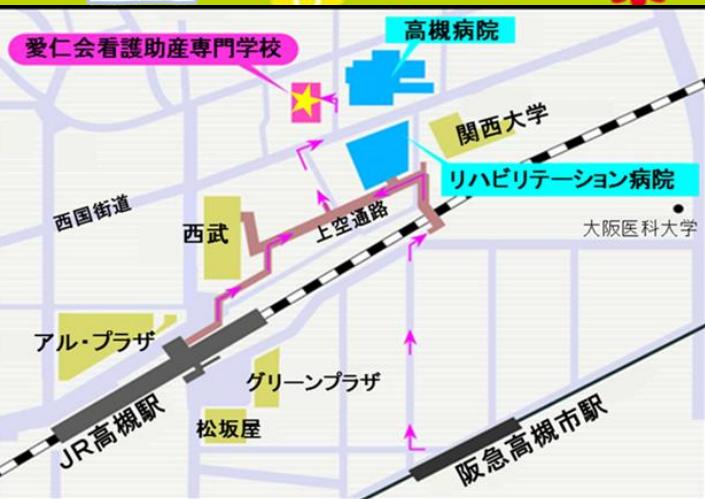 高槻病院
愛仁会看護助産専門学校
関西大学
リハビリテーション病院
西国街道
西武
上空通路
大阪医科大学
アル・プラザ
グリーンプラザ
JR高槻駅
松坂屋
阪急高槻市駅